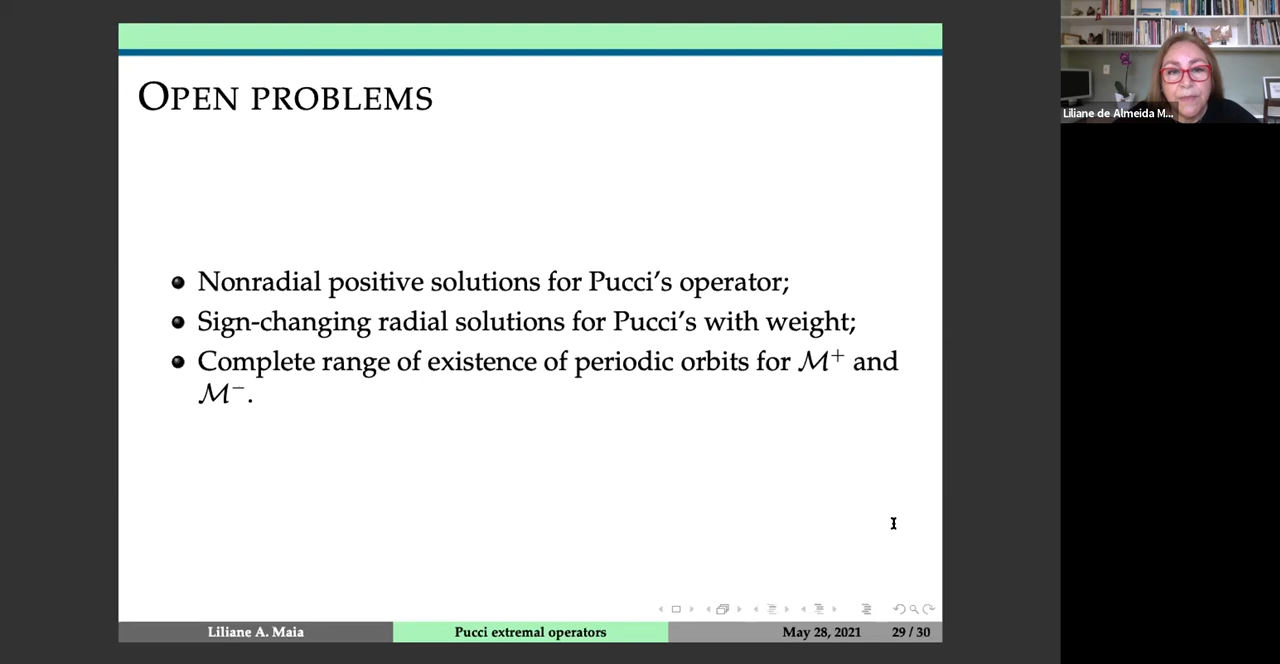 OPEN PROBLEMS
Nonradial positive solutions for Pucci's operator;
Sign-changing radial solutions for Pucci's with weight;
Complete range of existence of periodic orbits for ℳ⁺ and
ℳ⁻.
Liliane A. Maia
Pucci extremal operators
May 28, 2021
29 / 30
Liliane de Almeida M...